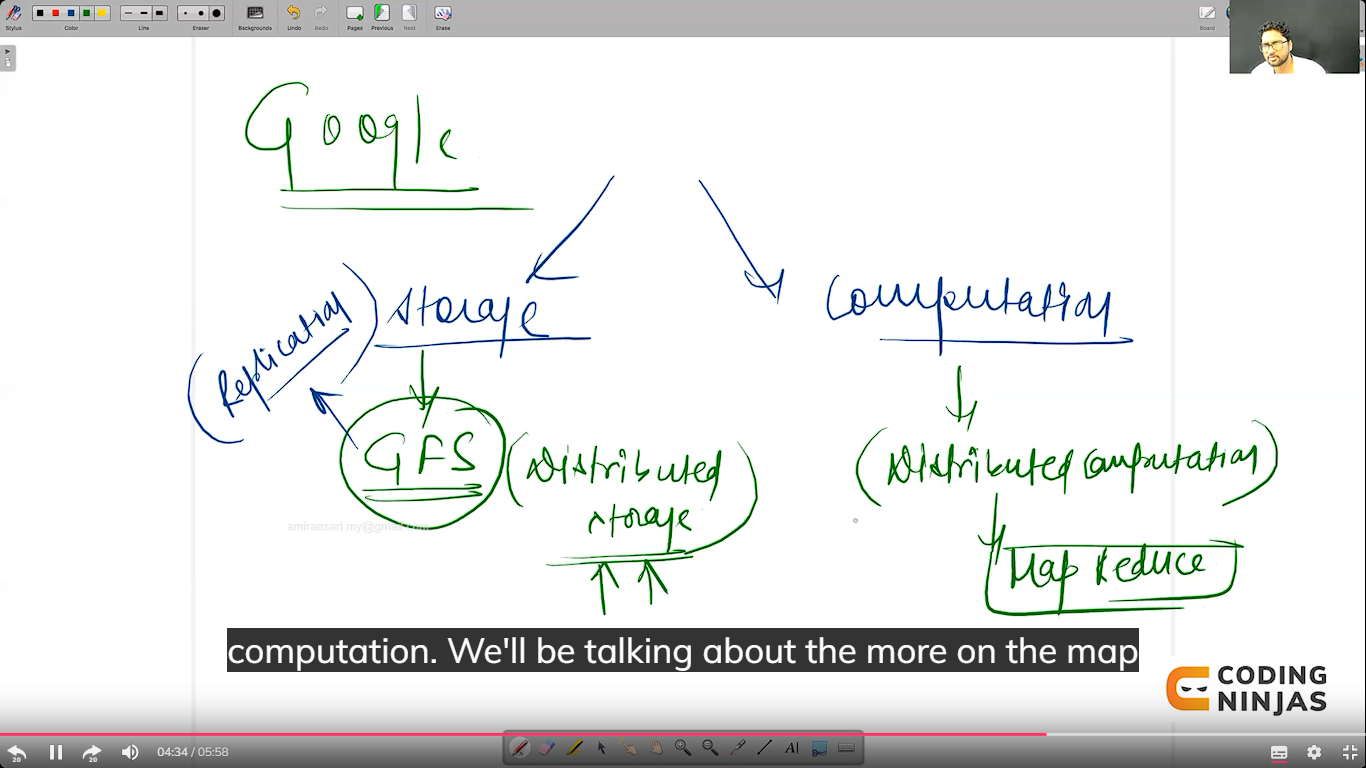 Stylus
Color
Line
Eraser
Backgrounds
Undo
Redo
Pages
Previous
Next
Erase
Board
Google
Storage
Computation
(Replication)
GFS
(Distributed
Storage)
(Distributed Computation)
Map Reduce
amiransari.my@gmail.com
computation. We'll be talking about the more on the map
CODING
NINJAS
20
20
04:34 / 05:58
AI